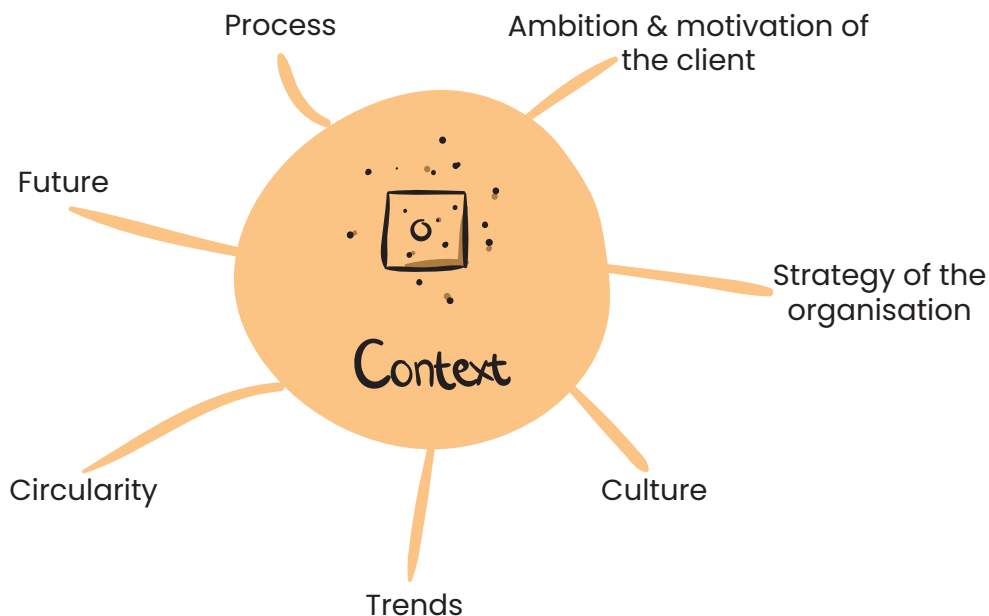 Process
Ambition & motivation of
the client
Future
Strategy of the
organisation
Context
Circularity
Culture
Trends